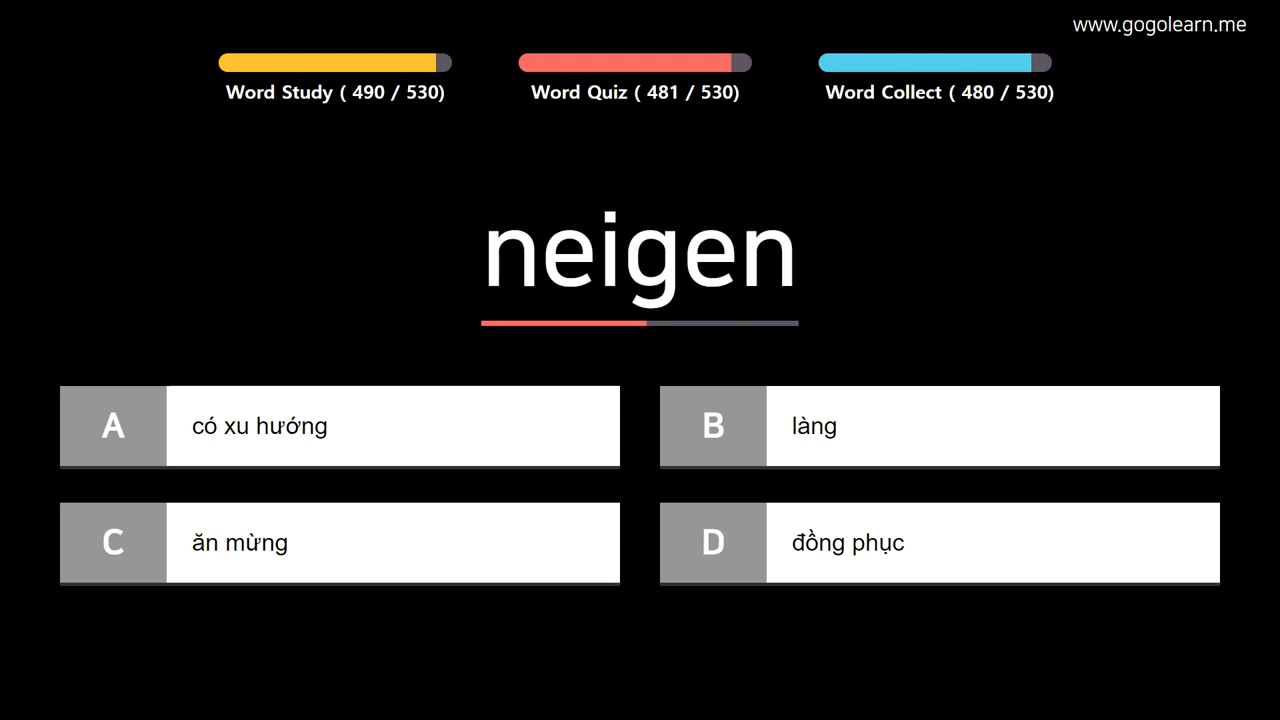 www.gogolearn.me
Word Study ( 490 / 530)
Word Quiz ( 481 / 530)
Word Collect ( 480 / 530)
neigen
A có xu hướng
B làng
C ăn mừng
D đồng phục